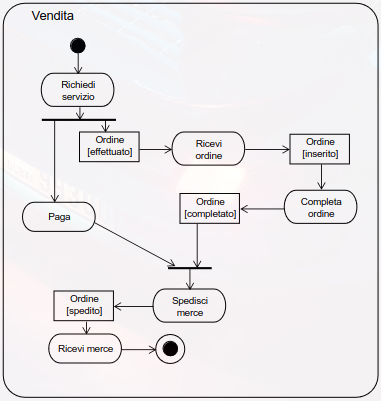 Vendita
Richiedi
servizio
Ordine
[effettuato]
Ricevi
ordine
Ordine
[inserito]
Paga
Ordine
[completato]
Completa
ordine
Ordine
[spedito]
Spedisci
merce
Ricevi merce